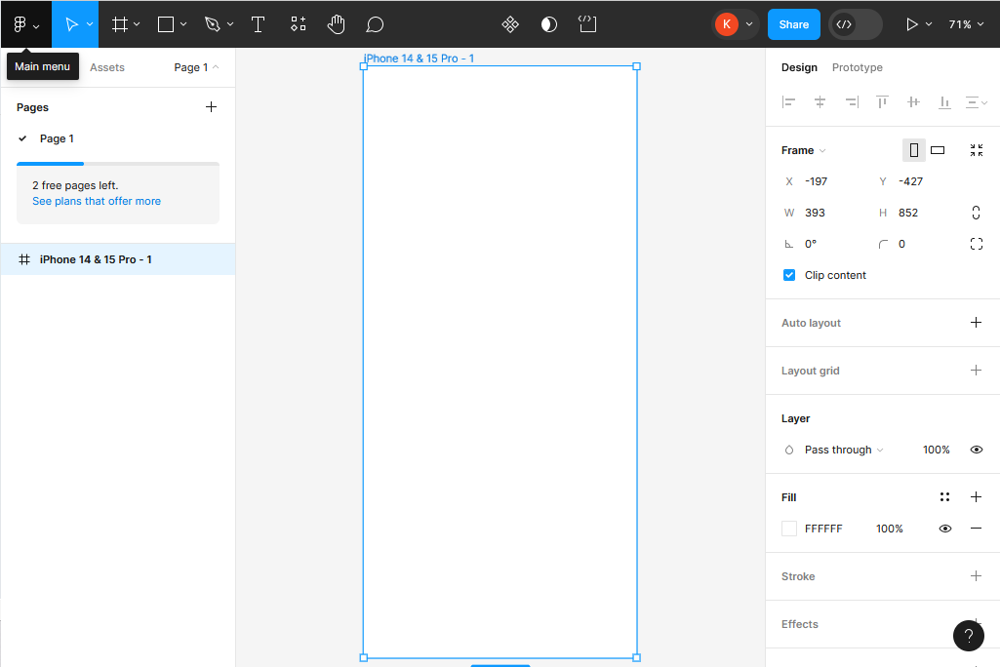 K
Share
71%
Main menu
Assets
Page 1
iPhone 14 & 15 Pro - 1
Design
Prototype
Pages
Page 1
2 free pages left.
See plans that offer more
iPhone 14 & 15 Pro - 1
Frame
X -197
Y -427
W 393
H 852
0°
0
Clip content
Auto layout
Layout grid
Layer
Pass through
100%
Fill
FFFFFF
100%
Stroke
Effects
?